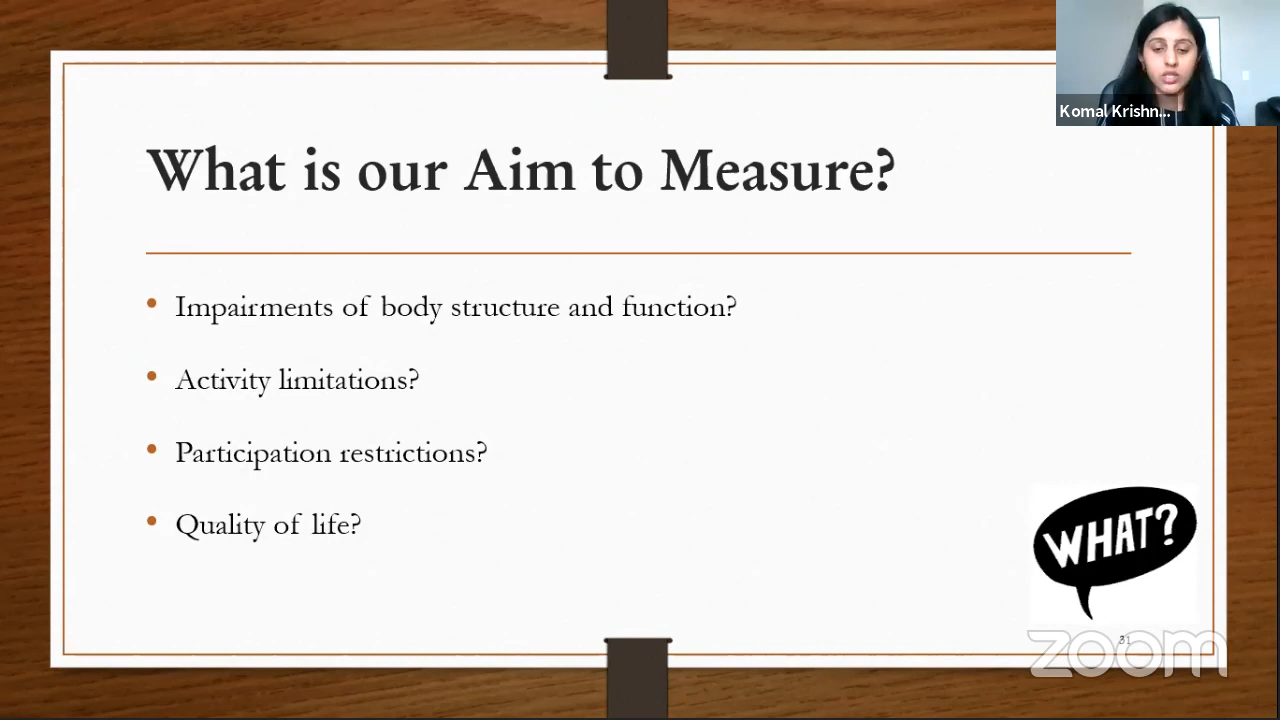 Komal Krishn...
What is our Aim to Measure?
• Impairments of body structure and function?
• Activity limitations?
• Participation restrictions?
• Quality of life?
WHAT?
31
zoom